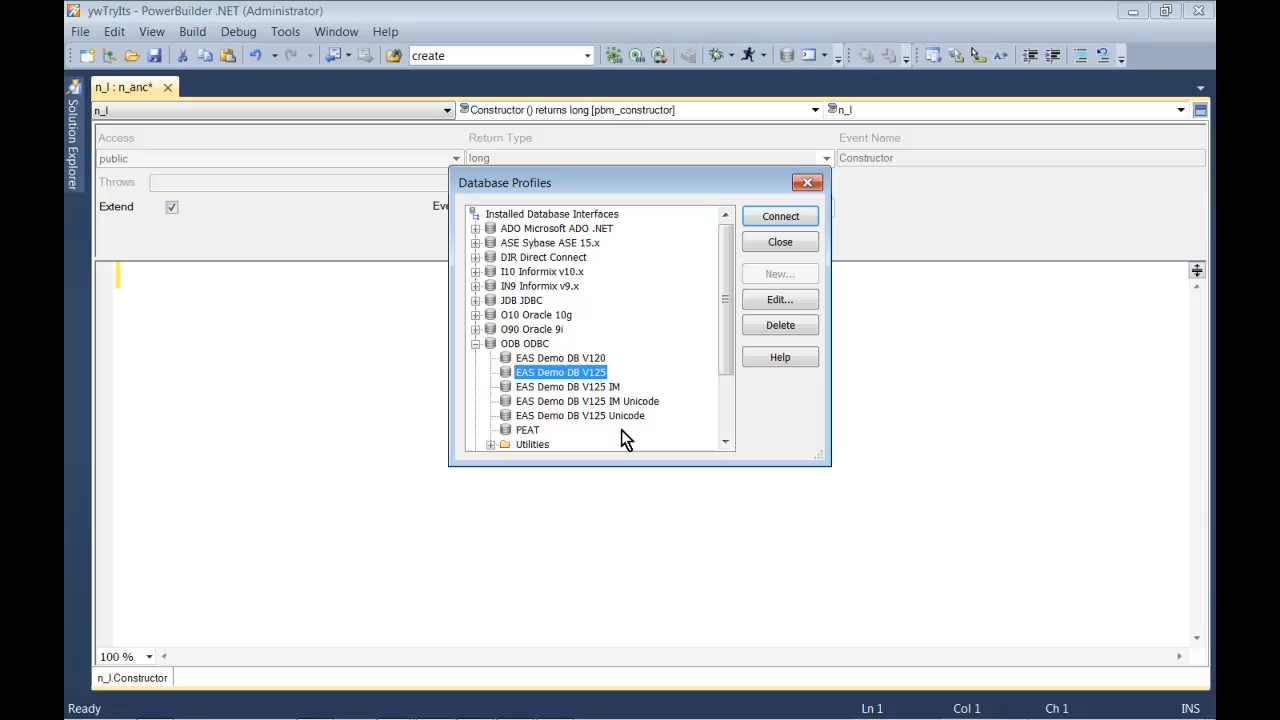 ywTryIts - PowerBuilder .NET (Administrator)
File Edit View Build Debug Tools Window Help
create
n_l : n_anc*
n_l Constructor () returns long [pbm_constructor] n_l
Solution Explorer
Access Return Type Event Name
public long Constructor
Throws
Extend Eve
Database Profiles
Installed Database Interfaces
ADO Microsoft ADO .NET
ASE Sybase ASE 15.x
DIR Direct Connect
I10 Informix v10.x
IN9 Informix v9.x
JDB JDBC
O10 Oracle 10g
O90 Oracle 9i
ODB ODBC
EAS Demo DB V120
EAS Demo DB V125
EAS Demo DB V125 IM
EAS Demo DB V125 IM Unicode
EAS Demo DB V125 Unicode
PEAT
Utilities
Connect
Close
New...
Edit...
Delete
Help
100 %
n_l.Constructor
Ready Ln 1 Col 1 Ch 1 INS